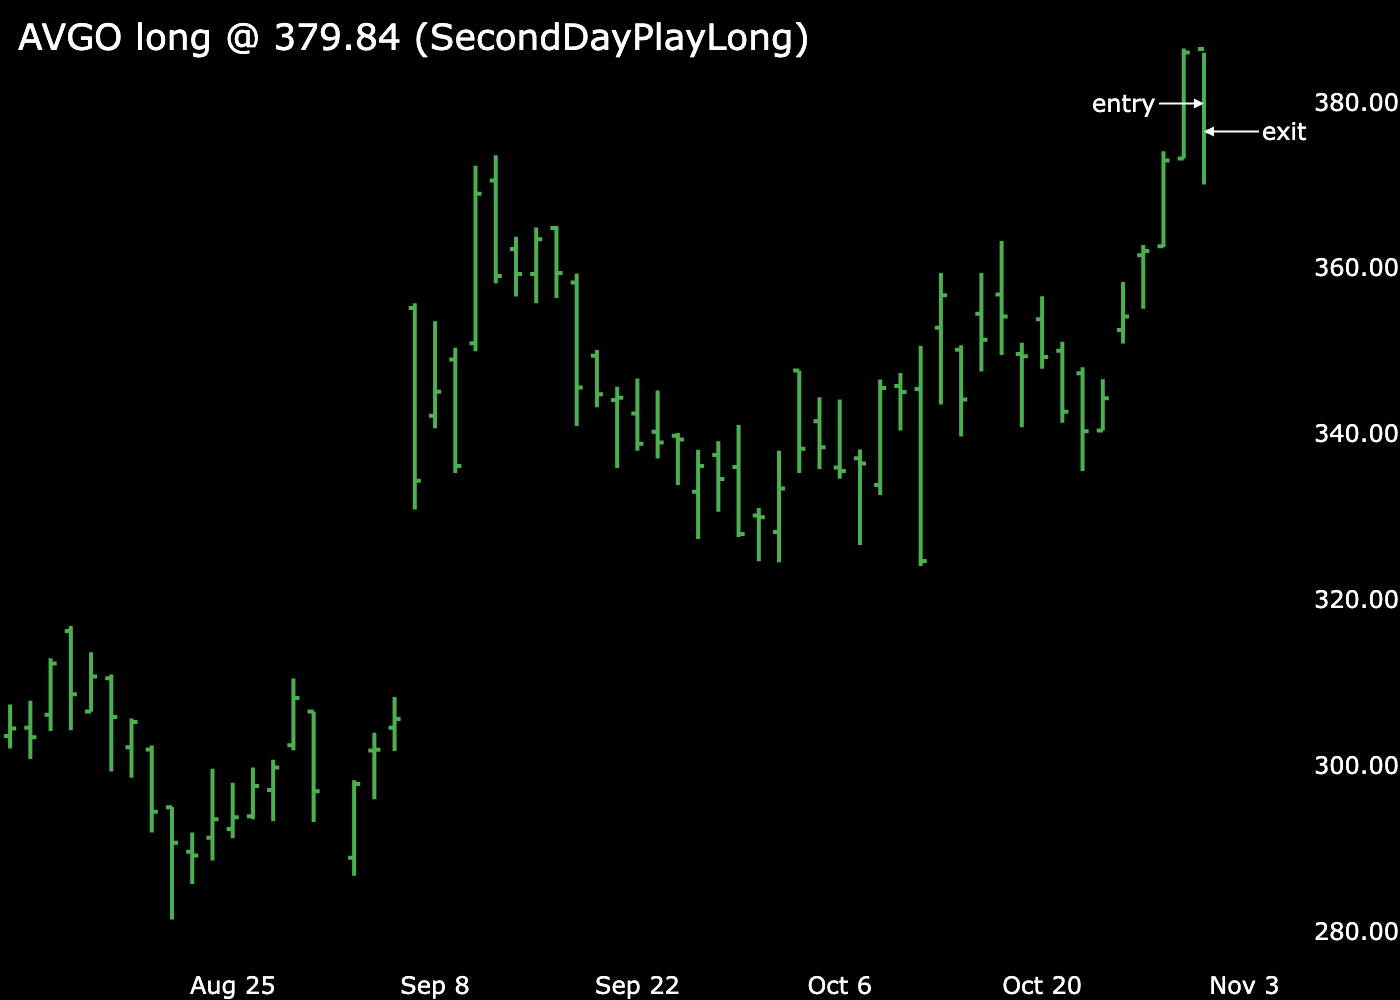 AVGO long @ 379.84 (SecondDayPlayLong)
entry
380.00
exit
360.00
340.00
320.00
300.00
280.00
Aug 25 Sep 8 Sep 22 Oct 6 Oct 20 Nov 3